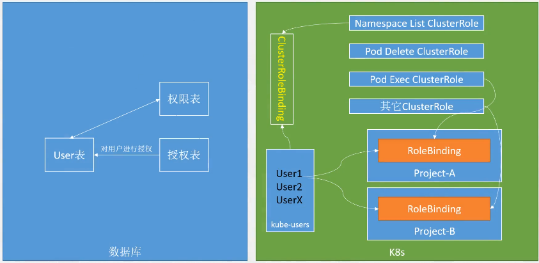 权限表
User表
对用户进行授权
授权表
数据库
ClusterRoleBinding
Namespace List ClusterRole
Pod Delete ClusterRole
Pod Exec ClusterRole
其它ClusterRole
User1
User2
UserX
kube-users
RoleBinding
Project-A
RoleBinding
Project-B
K8s